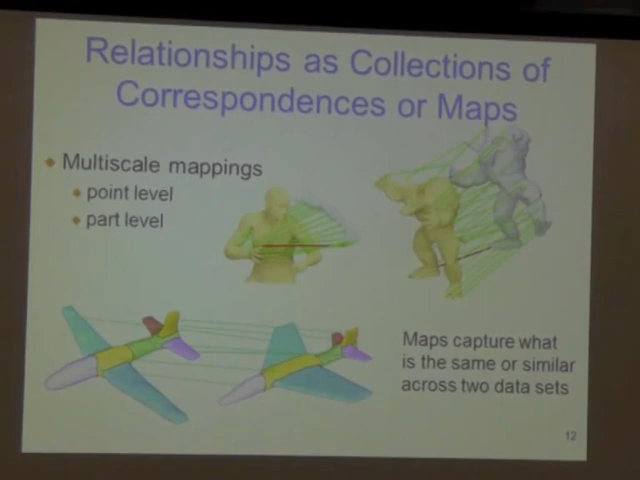 Relationships as Collections of
Correspondences or Maps
Multiscale mappings
point level
part level
Maps capture what
is the same or similar
across two data sets
12